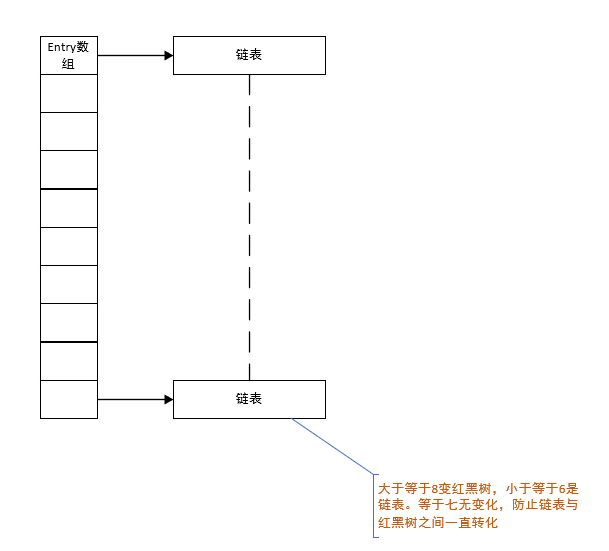 Entry数
组
链表
链表
大于等于8变红黑树，小于等于6是
链表。等于七无变化，防止链表与
红黑树之间一直转化